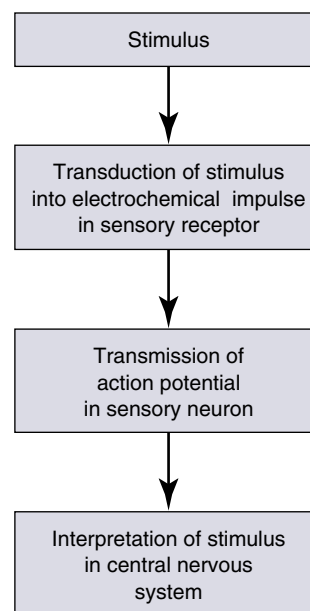 Stimulus
Transduction of stimulus
into electrochemical impulse
in sensory receptor
Transmission of
action potential
in sensory neuron
Interpretation of stimulus
in central nervous
system